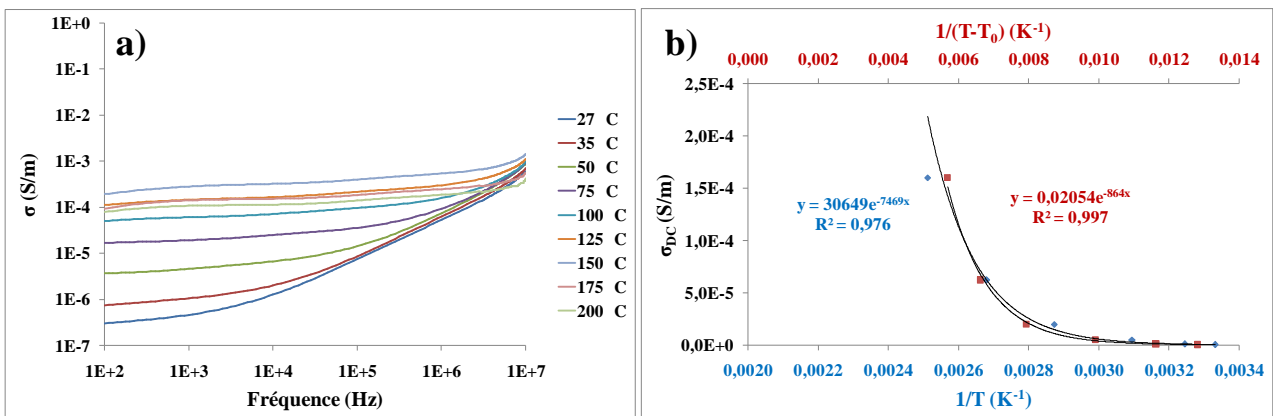 a)
1E+0
1E-1
1E-2
1E-3
1E-4
1E-5
1E-6
1E-7
σ (S/m)
1E+2 1E+3 1E+4 1E+5 1E+6 1E+7
Fréquence (Hz)
27 C
35 C
50 C
75 C
100 C
125 C
150 C
175 C
200 C
b)
1/(T-T0) (K-1)
0,000 0,002 0,004 0,006 0,008 0,010 0,012 0,014
2,5E-4
2,0E-4
1,5E-4
1,0E-4
5,0E-5
0,0E+0
σDC (S/m)
y = 30649e-7469x
R² = 0,976
y = 0,02054e-864x
R² = 0,997
0,0020 0,0022 0,0024 0,0026 0,0028 0,0030 0,0032 0,0034
1/T (K-1)